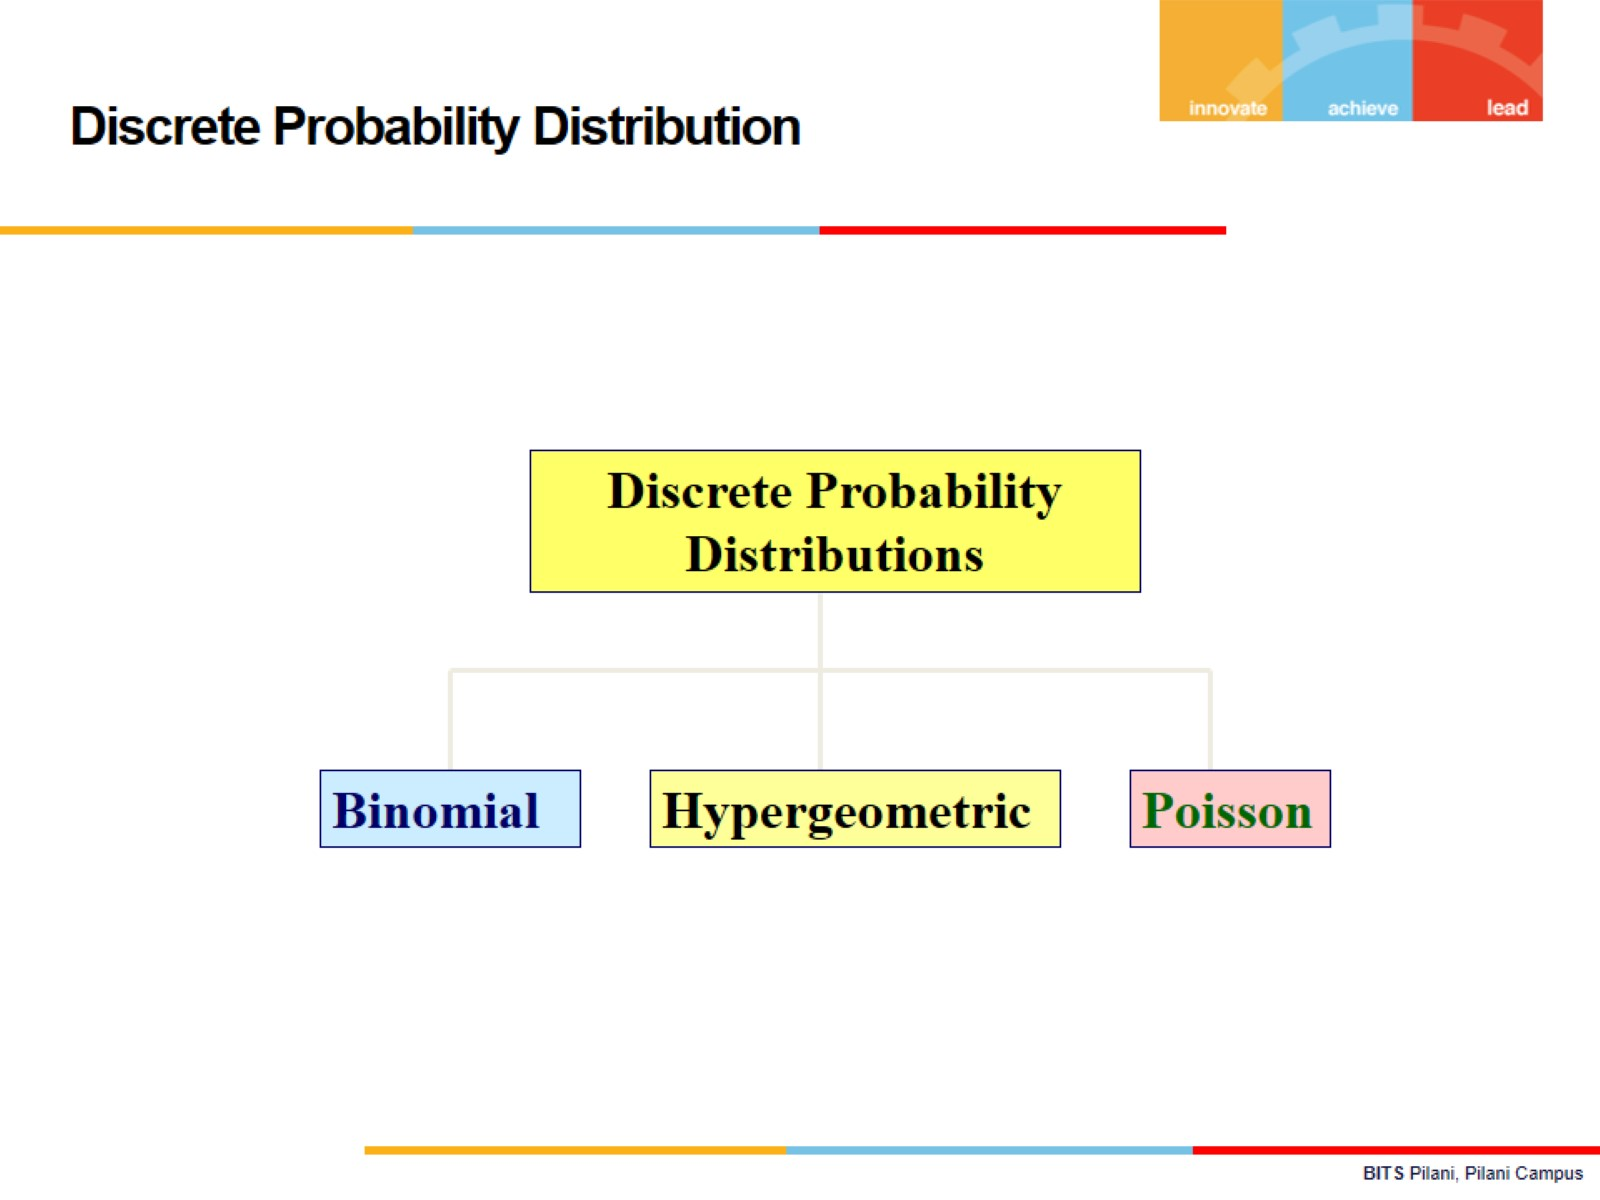 innovate achieve lead
Discrete Probability Distribution
Discrete Probability
Distributions
Binomial Hypergeometric Poisson
BITS Pilani, Pilani Campus